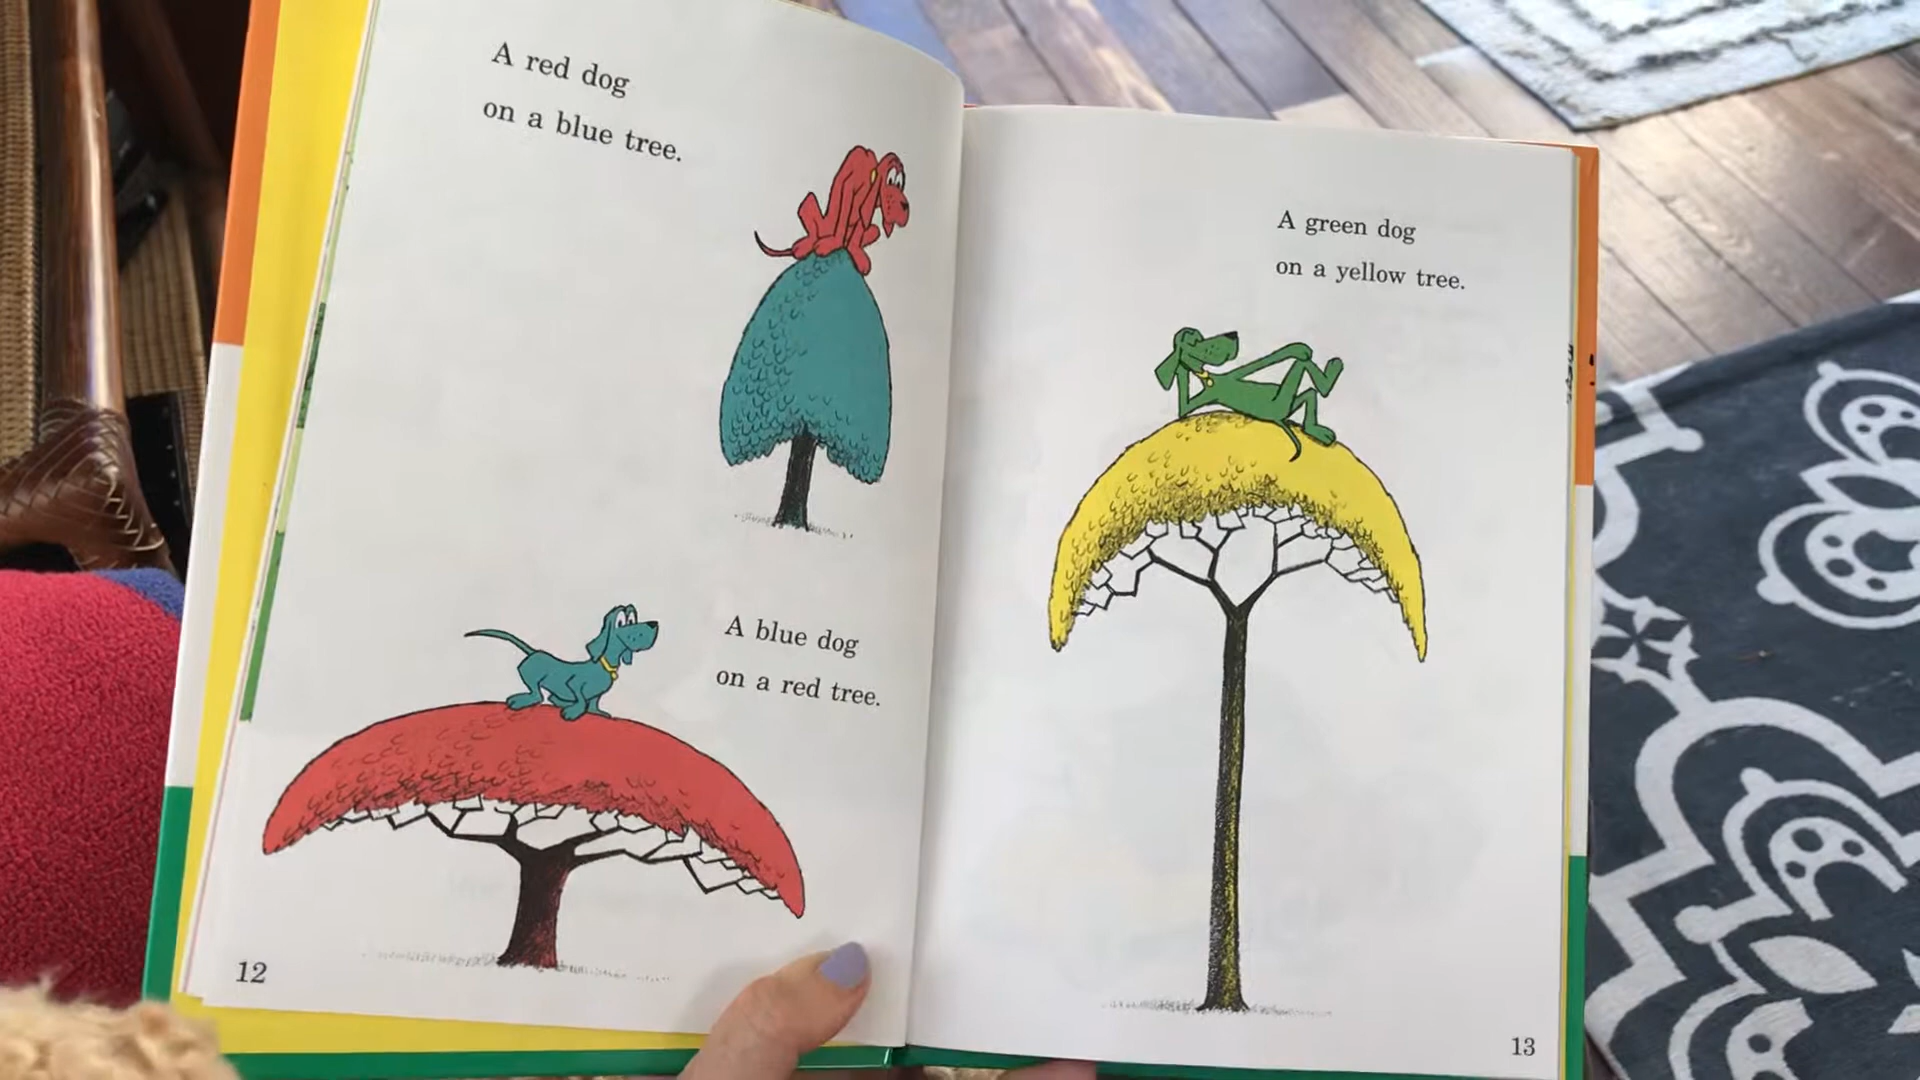 A red dog
on a blue tree.
A blue dog
on a red tree.
12
A green dog
on a yellow tree.
13